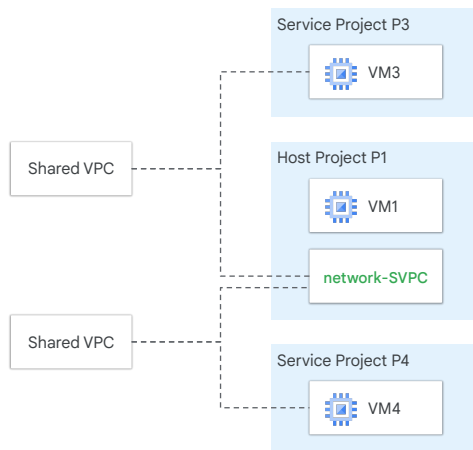 Service Project P3
VM3
Shared VPC
Host Project P1
VM1
network-SVPC
Shared VPC
Service Project P4
VM4